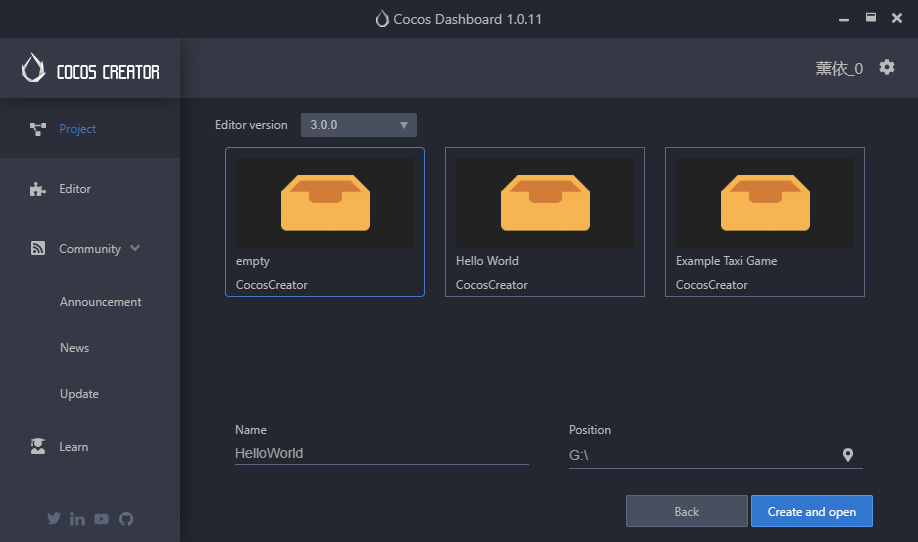 Cocos Dashboard 1.0.11
COCOS CREATOR
薰依_0
Project
Editor
Community
Announcement
News
Update
Learn
Editor version 3.0.0
empty
CocosCreator
Hello World
CocosCreator
Example Taxi Game
CocosCreator
Name
HelloWorld
Position
G:\
Back
Create and open